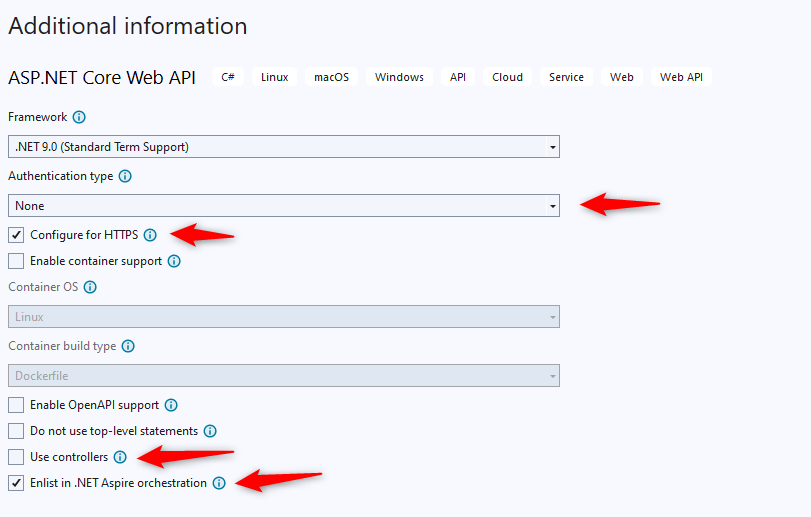 Additional information
ASP.NET Core Web API C# Linux macOS Windows API Cloud Service Web Web API
Framework
.NET 9.0 (Standard Term Support)
Authentication type
None
Configure for HTTPS
Enable container support
Container OS
Linux
Container build type
Dockerfile
Enable OpenAPI support
Do not use top-level statements
Use controllers
Enlist in .NET Aspire orchestration